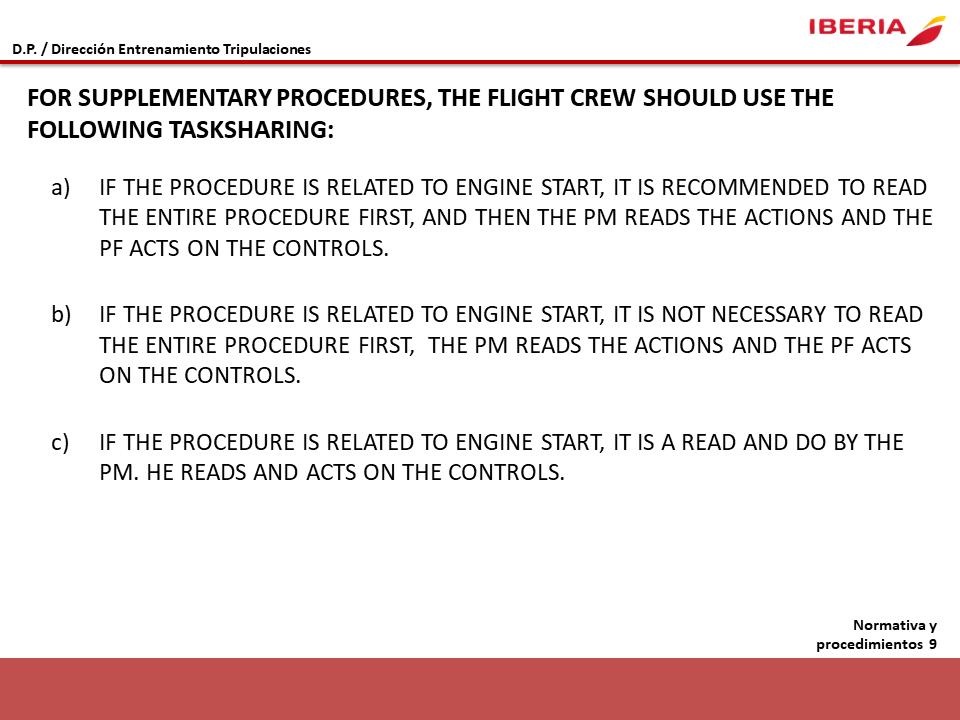 IBERIA
D.P. / Dirección Entrenamiento Tripulaciones
FOR SUPPLEMENTARY PROCEDURES, THE FLIGHT CREW SHOULD USE THE
FOLLOWING TASKSHARING:
a) IF THE PROCEDURE IS RELATED TO ENGINE START, IT IS RECOMMENDED TO READ
THE ENTIRE PROCEDURE FIRST, AND THEN THE PM READS THE ACTIONS AND THE
PF ACTS ON THE CONTROLS.
b) IF THE PROCEDURE IS RELATED TO ENGINE START, IT IS NOT NECESSARY TO READ
THE ENTIRE PROCEDURE FIRST, THE PM READS THE ACTIONS AND THE PF ACTS
ON THE CONTROLS.
c) IF THE PROCEDURE IS RELATED TO ENGINE START, IT IS A READ AND DO BY THE
PM. HE READS AND ACTS ON THE CONTROLS.
Normativa y
procedimientos 9